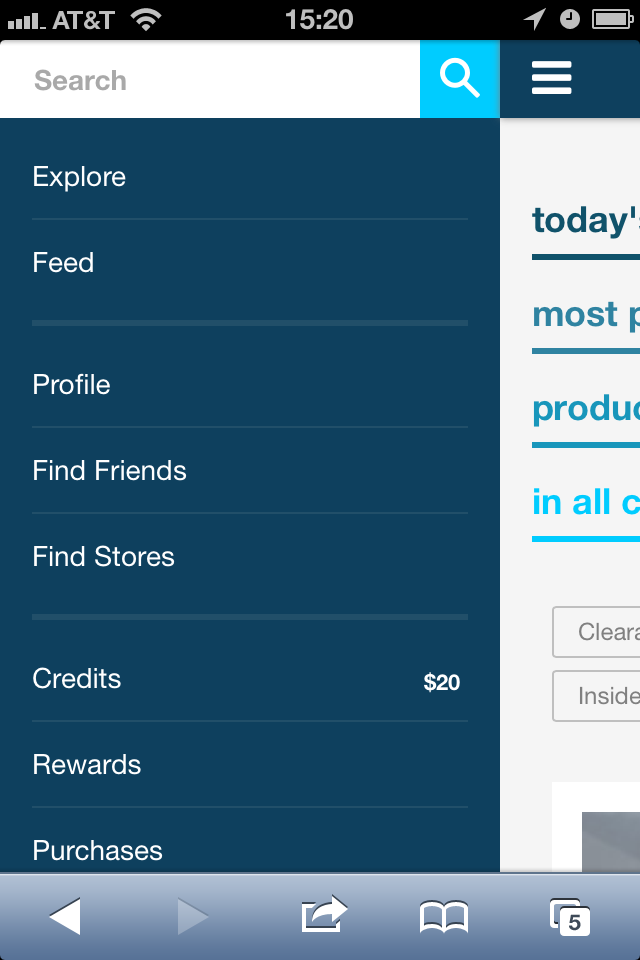 AT&T 15:20
Search
Explore
Feed
Profile
Find Friends
Find Stores
Credits $20
Rewards
Purchases
today's
most p
produc
in all c
Cleara
Inside
5